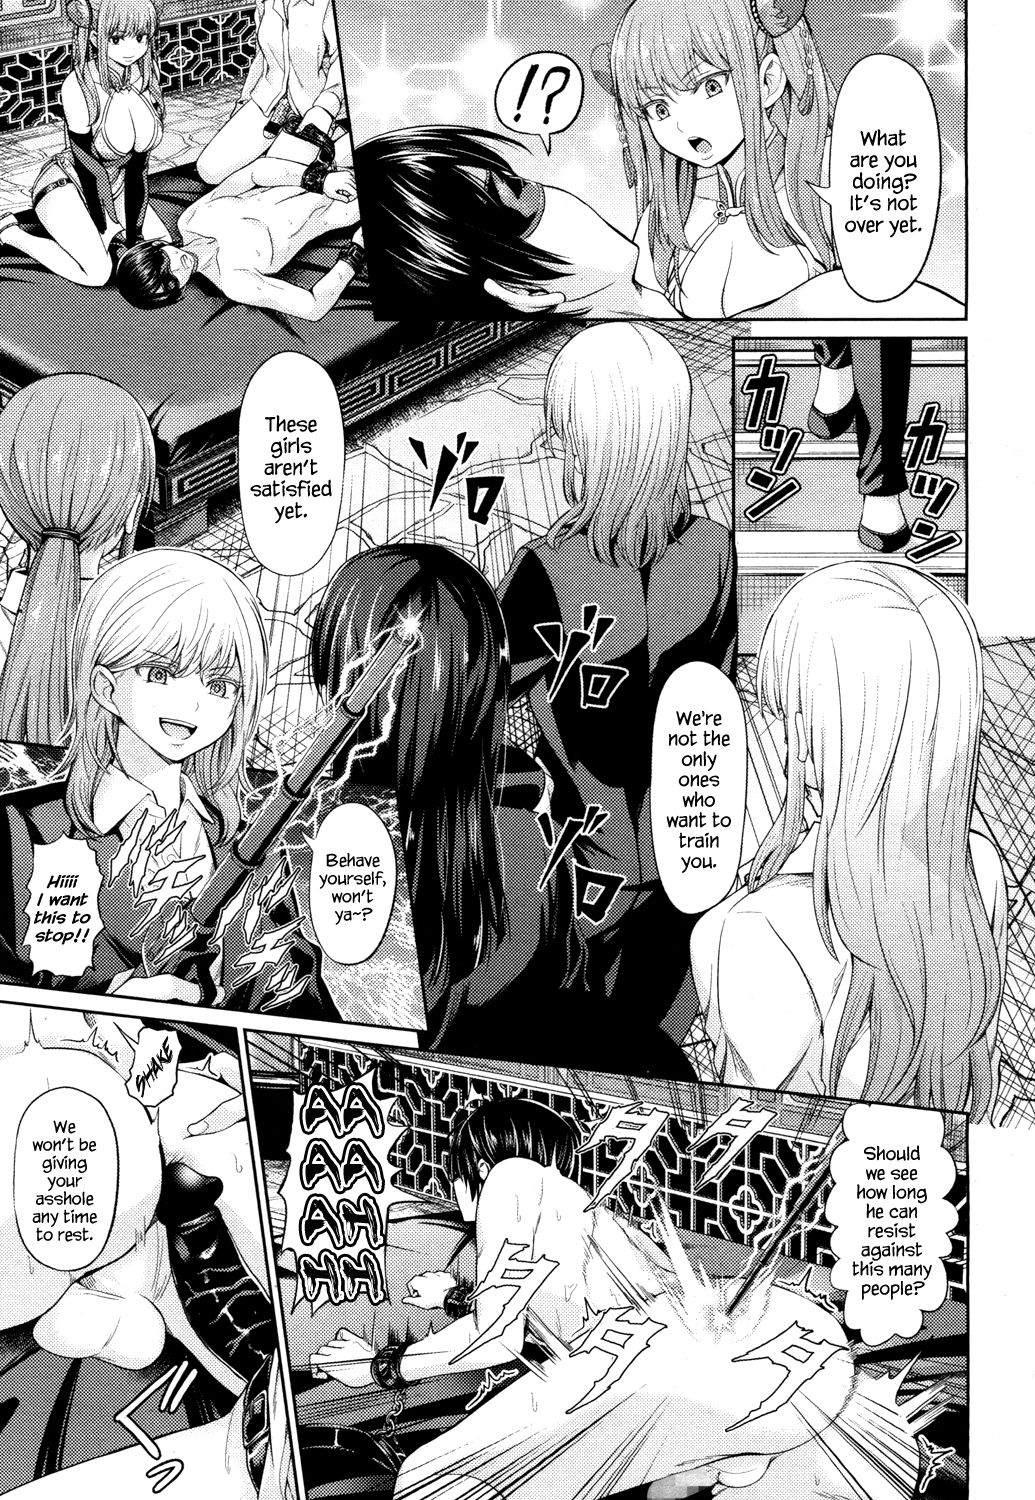 !?
What
are you
doing?
It's not
over yet.
カツン
カツン
These
girls
aren't
satisfied
yet.
ゾロ
ゾロ
We're
not the
only
ones
who
want to
train
you.
Behave
yourself,
won't
ya~?
Hiiii
I want
this to
stop!!
Should
we see
how long
he can
resist
against
this many
people?
SHAKE
We
won't be
giving
your
asshole
any time
to rest.